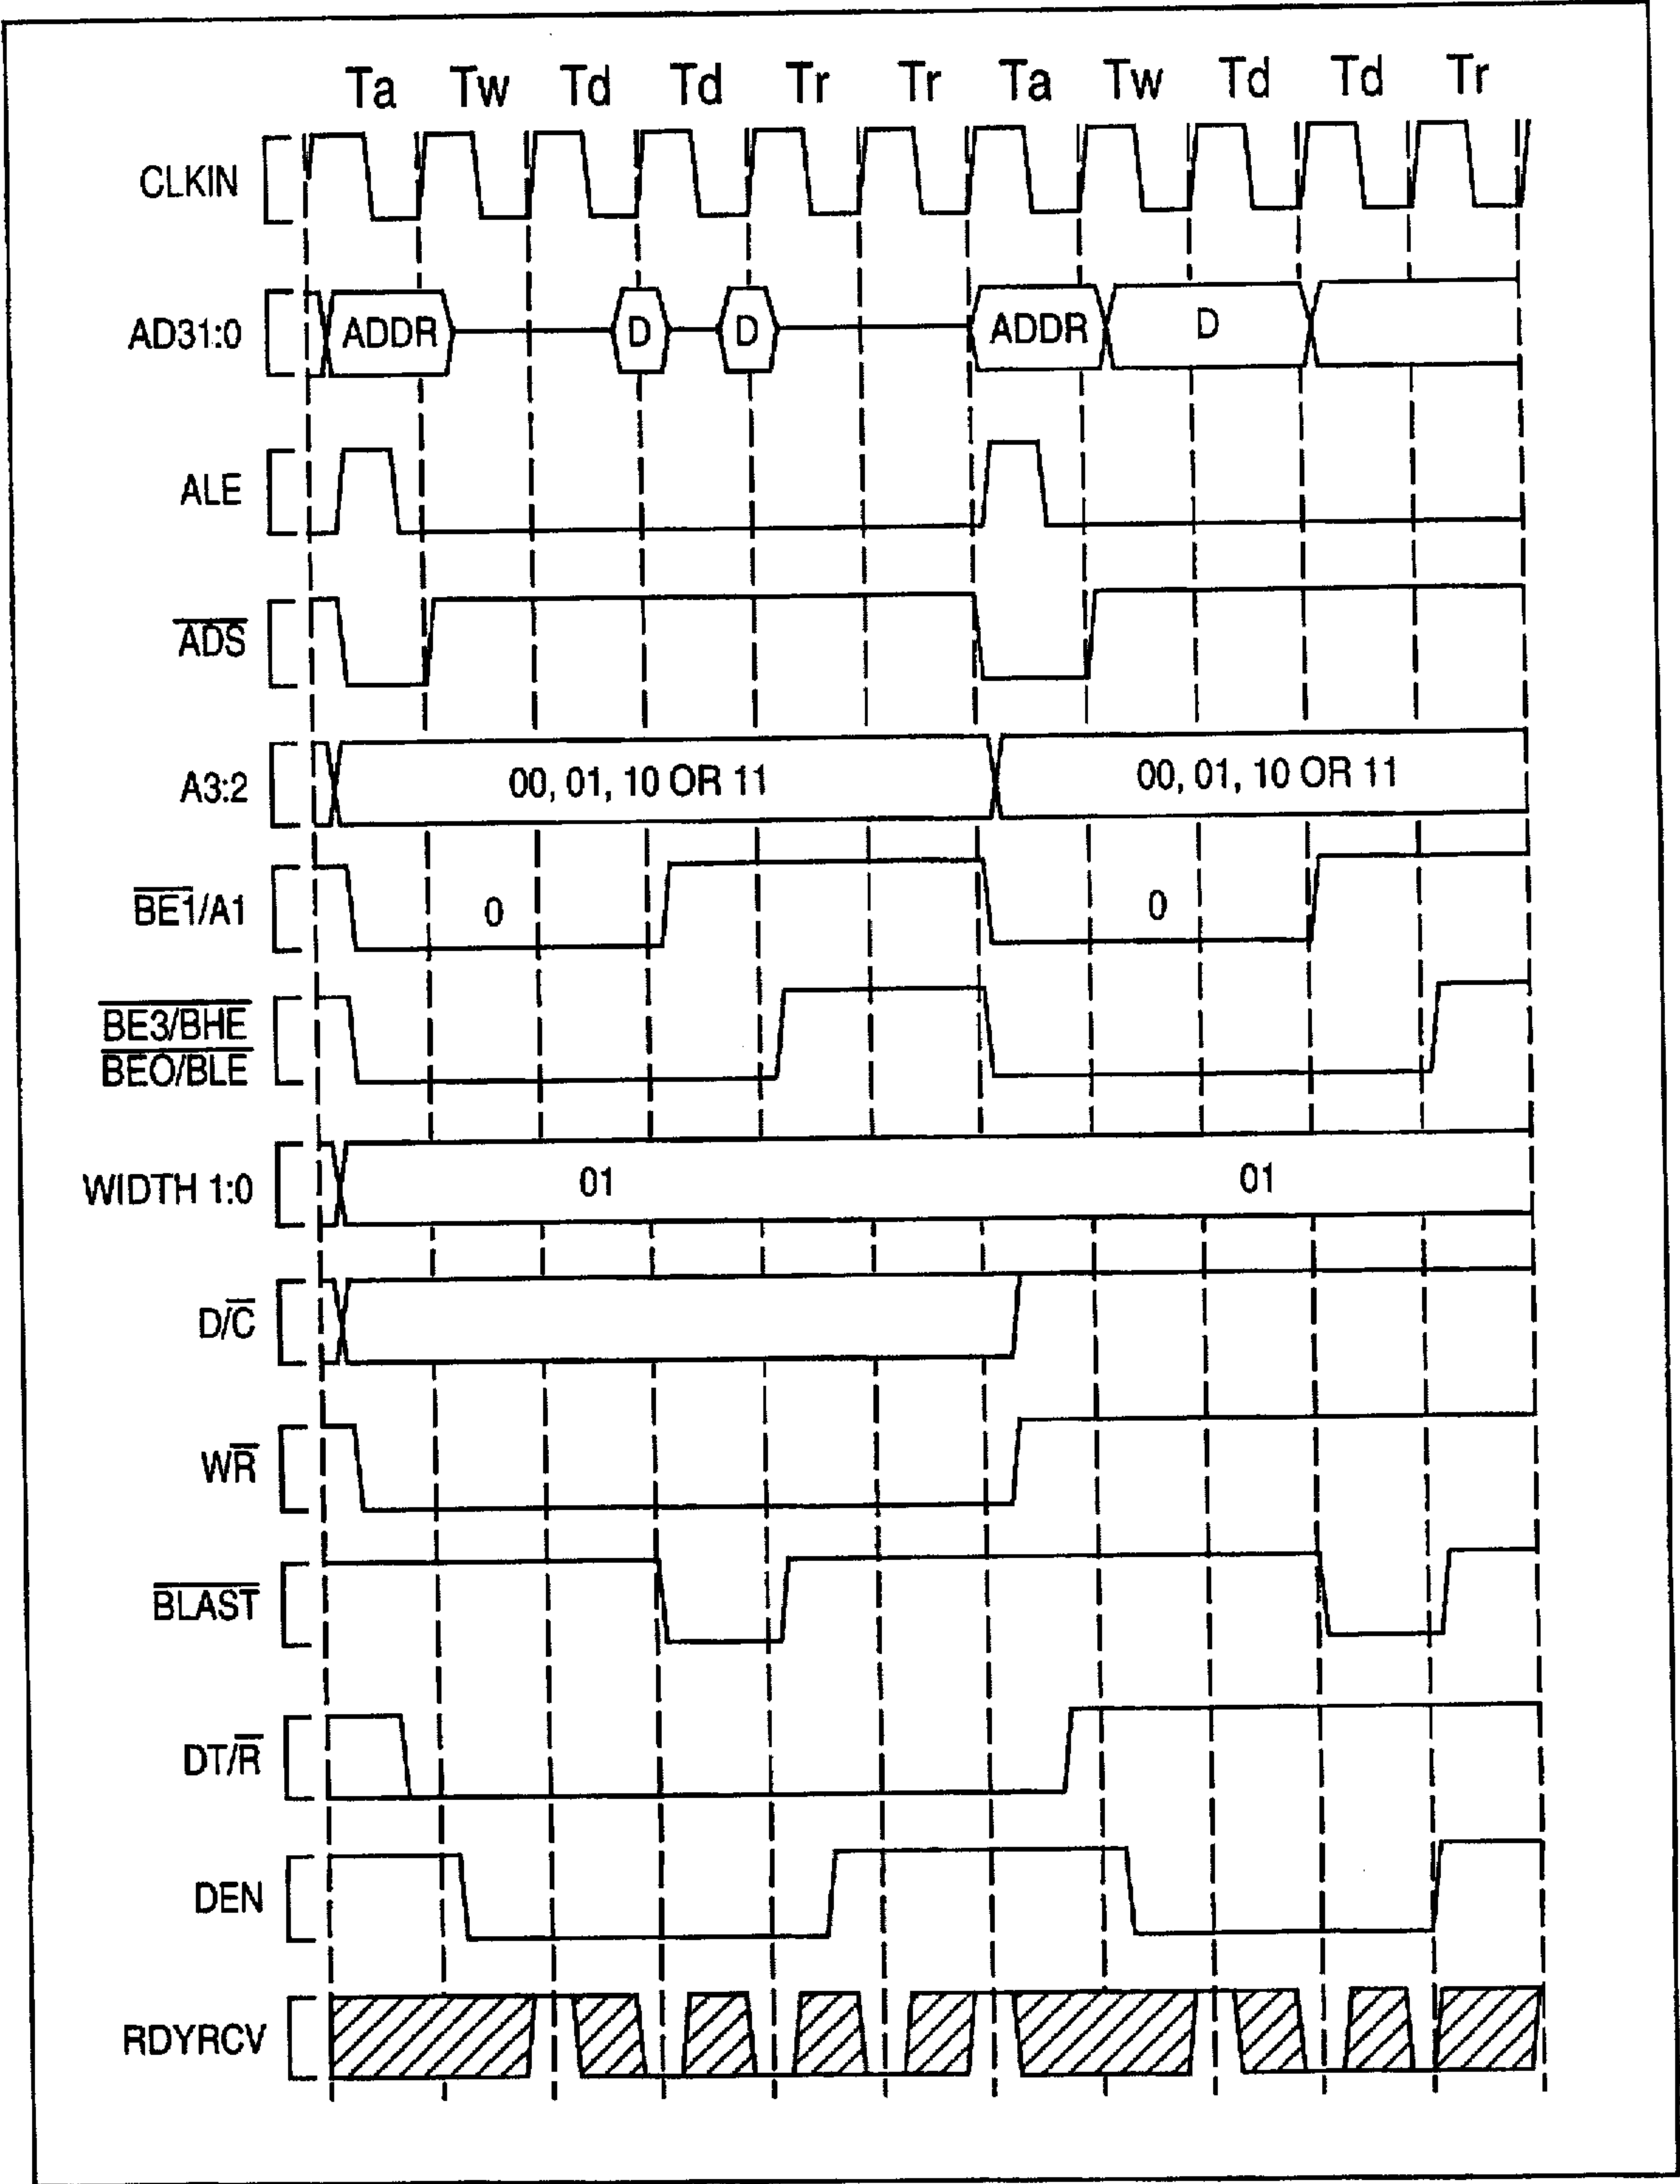 Ta Tw Td Td Tr Tr Ta Tw Td Td Tr
CLKIN
AD31:0 ADDR D D ADDR D
ALE
ADS
A3:2 00, 01, 10 OR 11 00, 01, 10 OR 11
BE1/A1 0 0
BE3/BHE
BEO/BLE
WIDTH 1:0 01 01
D/C
WR
BLAST
DT/R
DEN
RDYRCV